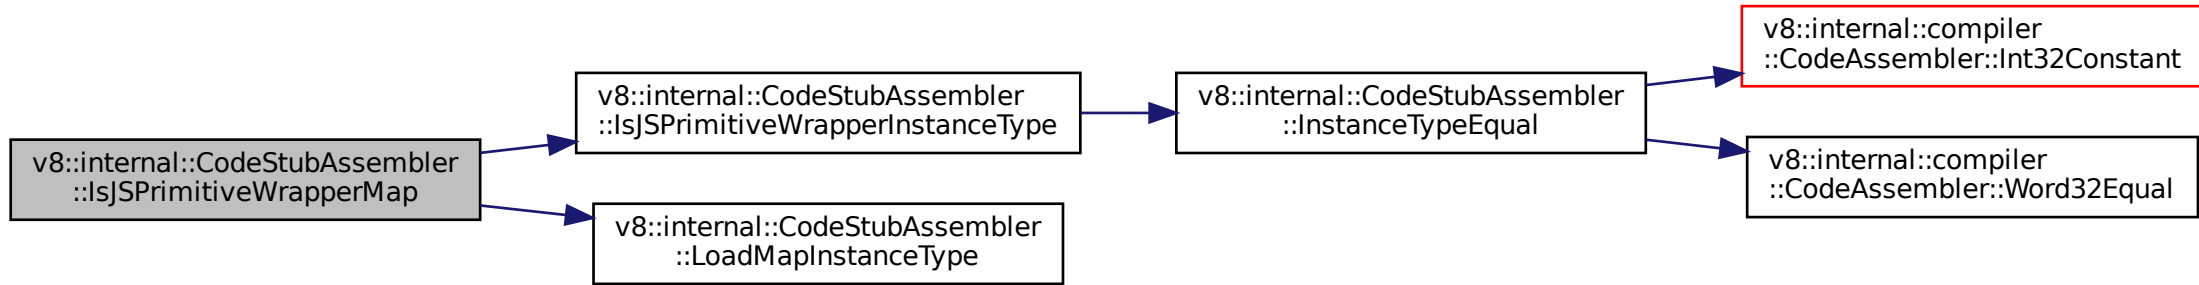 v8::internal::CodeStubAssembler
::IsJSPrimitiveWrapperMap
v8::internal::CodeStubAssembler
::IsJSPrimitiveWrapperInstanceType
v8::internal::CodeStubAssembler
::LoadMapInstanceType
v8::internal::CodeStubAssembler
::InstanceTypeEqual
v8::internal::compiler
::CodeAssembler::Int32Constant
v8::internal::compiler
::CodeAssembler::Word32Equal